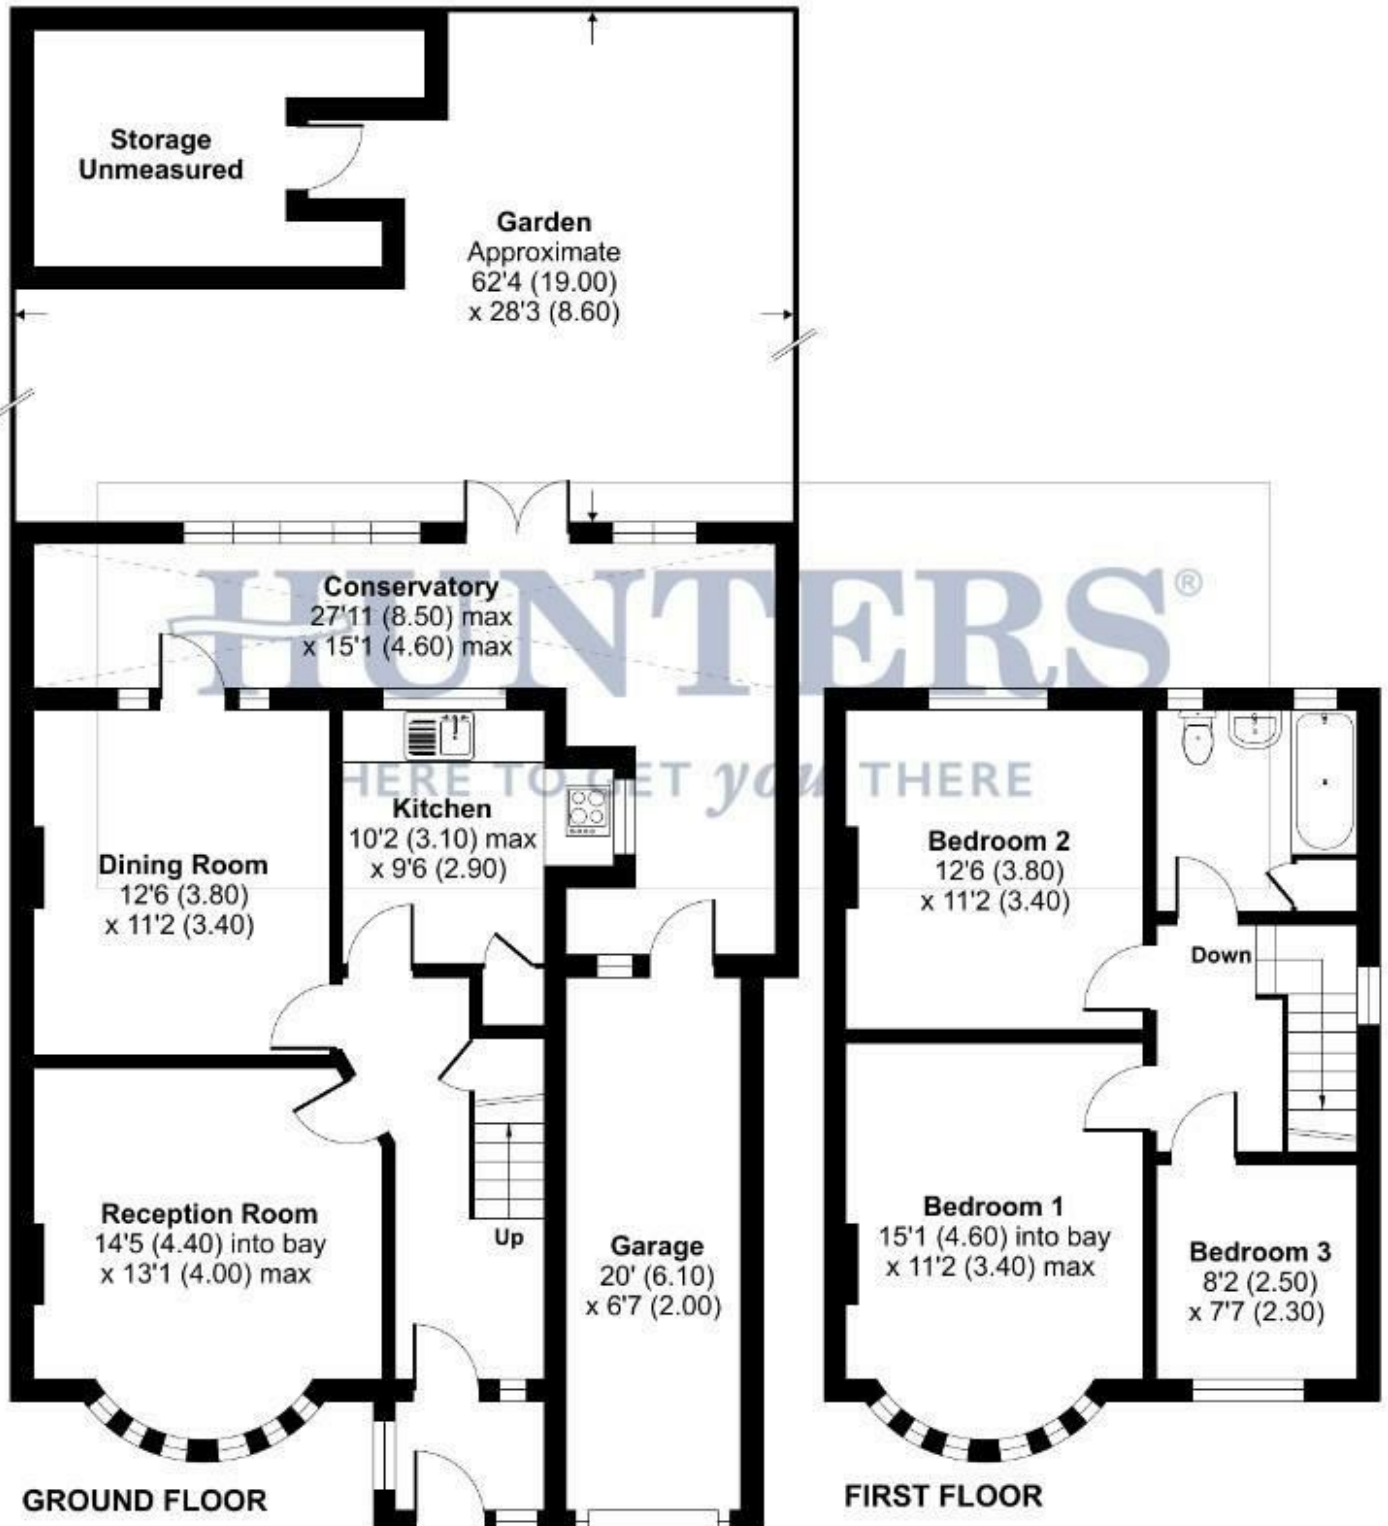 Storage
Unmeasured
Garden
Approximate
62'4 (19.00)
x 28'3 (8.60)
HUNTERS®
HERE TO GET you THERE
Conservatory
27'11 (8.50) max
x 15'1 (4.60) max
Kitchen
10'2 (3.10) max
x 9'6 (2.90)
Dining Room
12'6 (3.80)
x 11'2 (3.40)
Bedroom 2
12'6 (3.80)
x 11'2 (3.40)
Down
Reception Room
14'5 (4.40) into bay
x 13'1 (4.00) max
Up
Garage
20' (6.10)
x 6'7 (2.00)
Bedroom 1
15'1 (4.60) into bay
x 11'2 (3.40) max
Bedroom 3
8'2 (2.50)
x 7'7 (2.30)
GROUND FLOOR
FIRST FLOOR